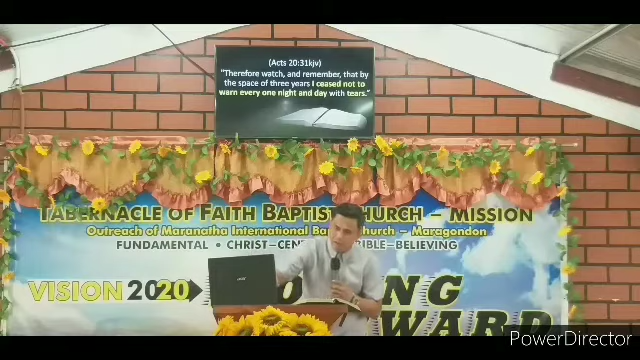 (Acts 20:31kjv)
"Therefore watch, and remember, that by
the space of three years I ceased not to
warn every one night and day with tears."
TABERNACLE OF FAITH BAPTIST CHURCH – MISSION
Outreach of Maranatha International Church – Maragondon
FUNDAMENTAL • CHRIST–CEN BIBLE–BELIEVING
VISION 2020
NG
WARD
PowerDirector